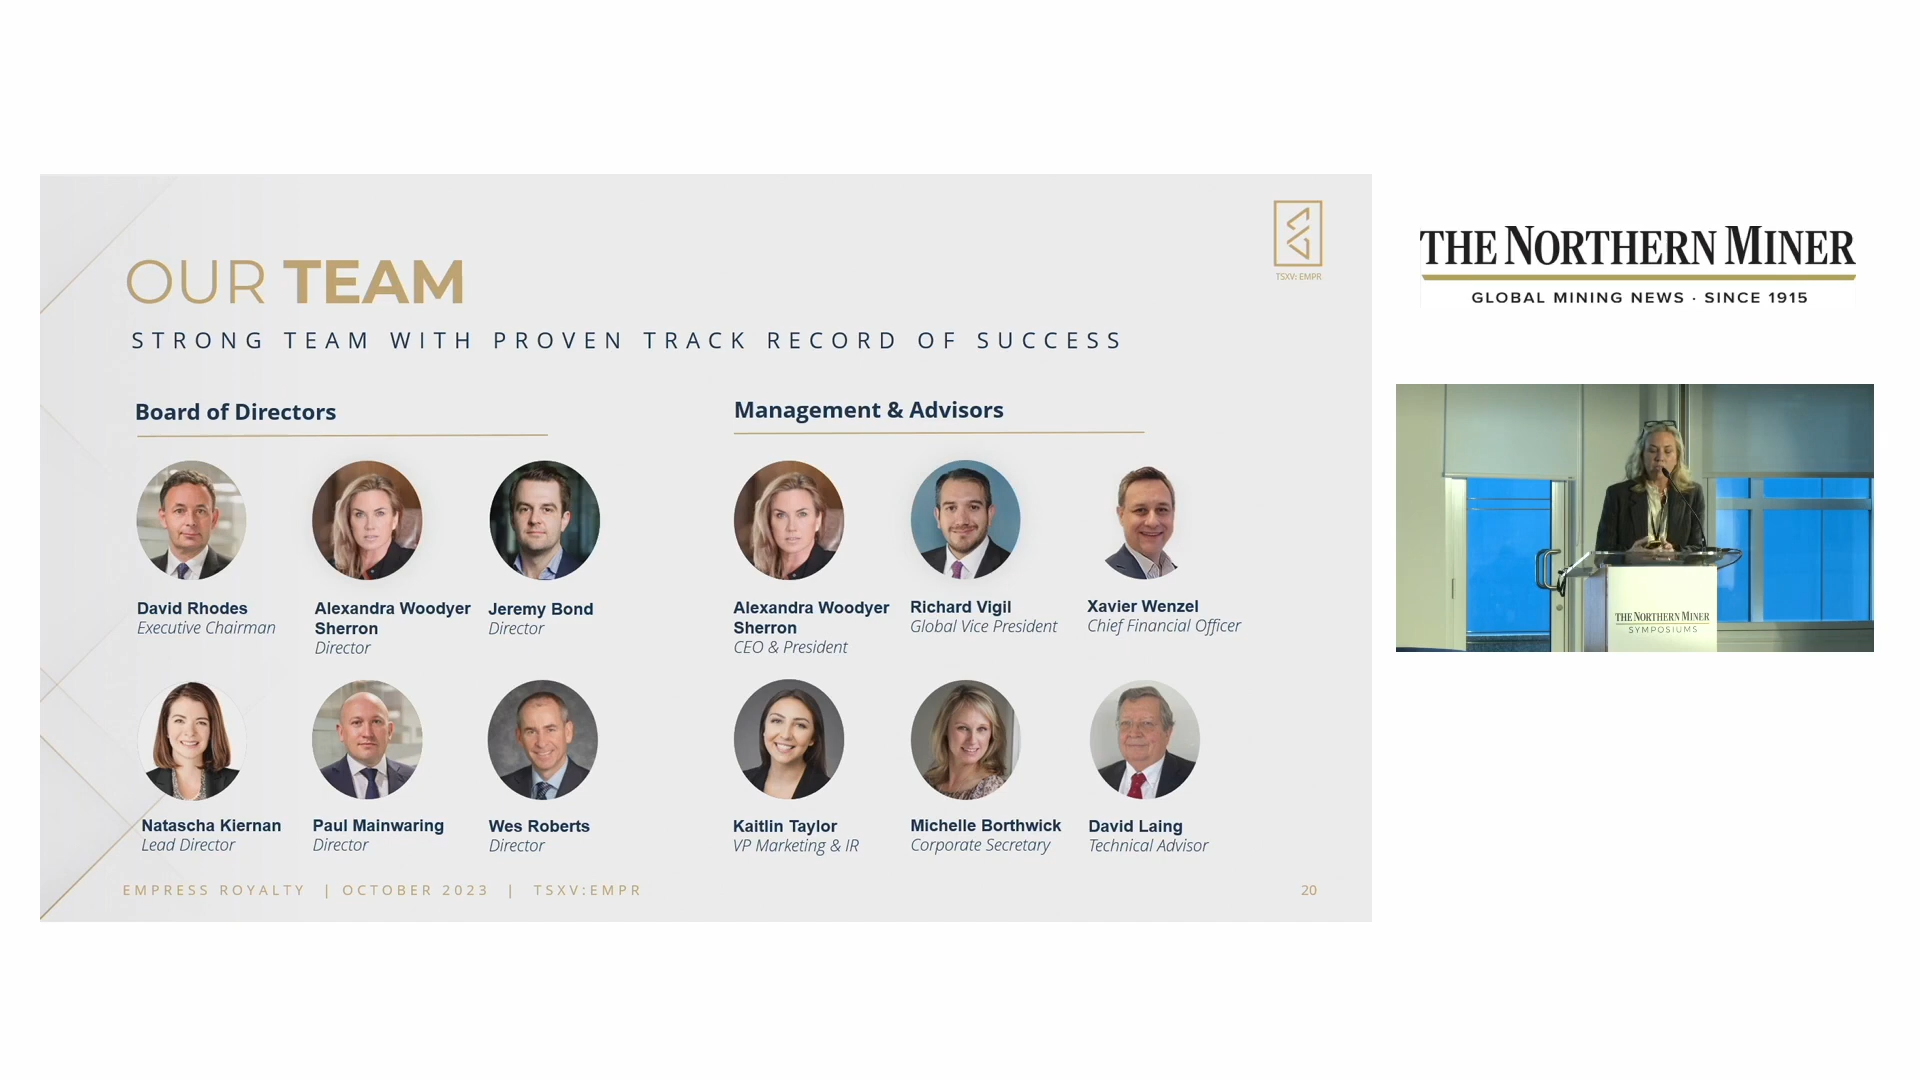 OUR TEAM
STRONG TEAM WITH PROVEN TRACK RECORD OF SUCCESS
TSXV: EMPR
Board of Directors
David Rhodes
Executive Chairman
Alexandra Woodyer
Sherron
Director
Jeremy Bond
Director
Natascha Kiernan
Lead Director
Paul Mainwaring
Director
Wes Roberts
Director
Management & Advisors
Alexandra Woodyer
Sherron
CEO & President
Richard Vigil
Global Vice President
Xavier Wenzel
Chief Financial Officer
Kaitlin Taylor
VP Marketing & IR
Michelle Borthwick
Corporate Secretary
David Laing
Technical Advisor
EMPRESS ROYALTY | OCTOBER 2023 | TSXV:EMPR
20
THE NORTHERN MINER
GLOBAL MINING NEWS · SINCE 1915
THE NORTHERN MINER
SYMPOSIUMS